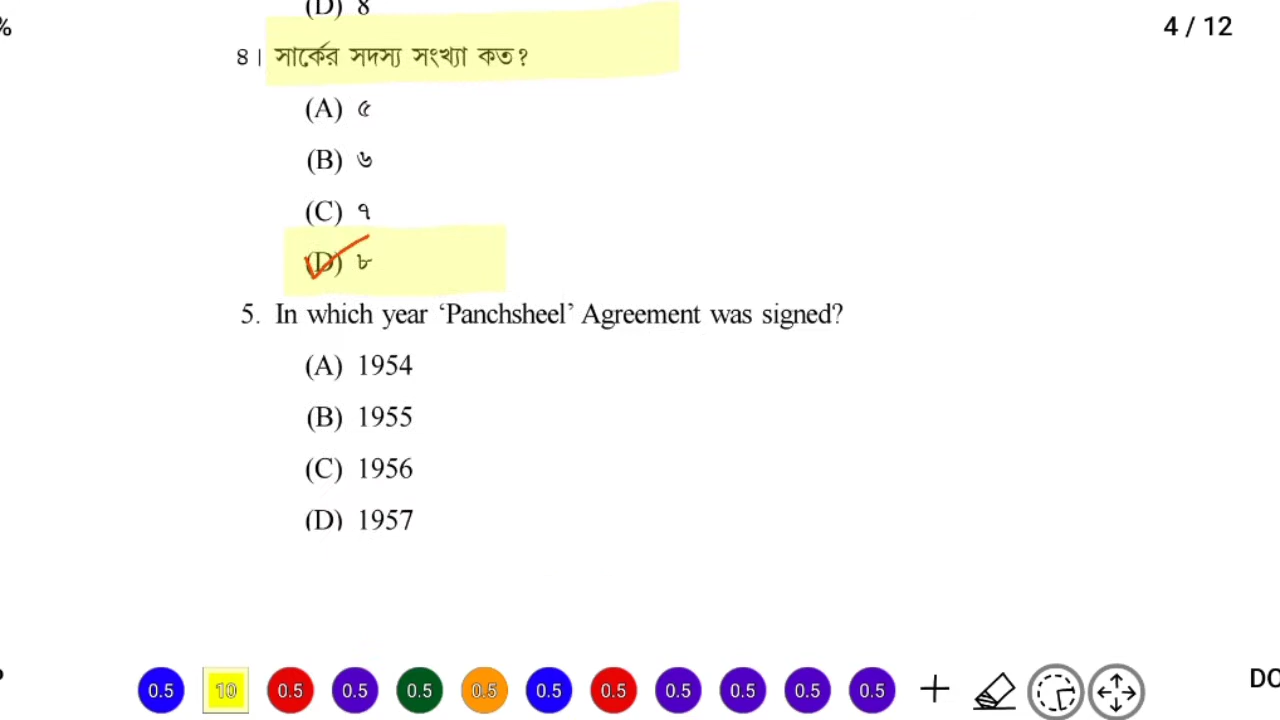 %
(D) ৪
4 / 12
৪। সার্কের সদস্য সংখ্যা কত?
(A) ৫
(B) ৬
(C) ৭
(D) ৮
5. In which year ‘Panchsheel’ Agreement was signed?
(A) 1954
(B) 1955
(C) 1956
(D) 1957
0.5 10 0.5 0.5 0.5 0.5 0.5 0.5 0.5 0.5 0.5 0.5
DO